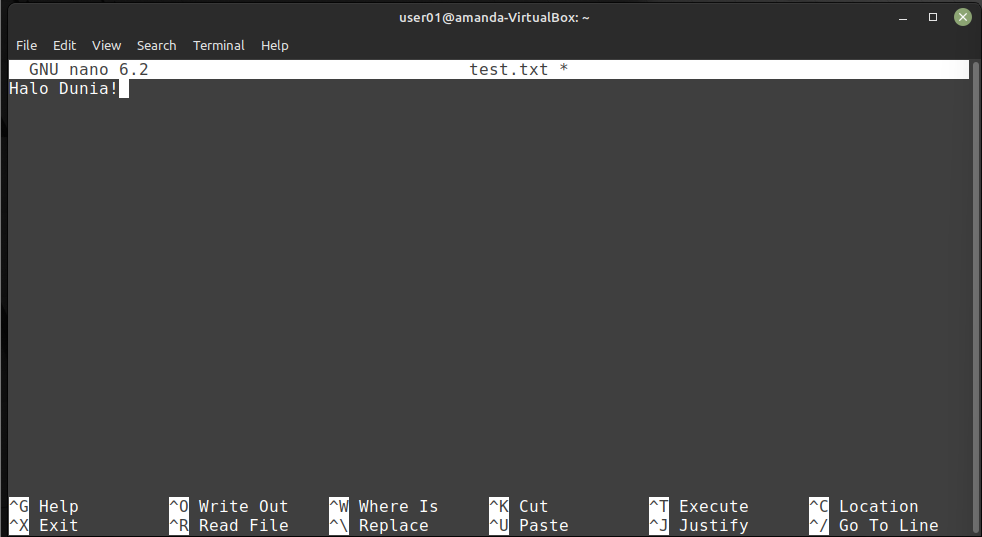 user01@amanda-VirtualBox: ~
File Edit View Search Terminal Help
GNU nano 6.2 test.txt *
Halo Dunia!
^G Help ^O Write Out ^W Where Is ^K Cut ^T Execute ^C Location
^X Exit ^R Read File ^\ Replace ^U Paste ^J Justify ^/ Go To Line